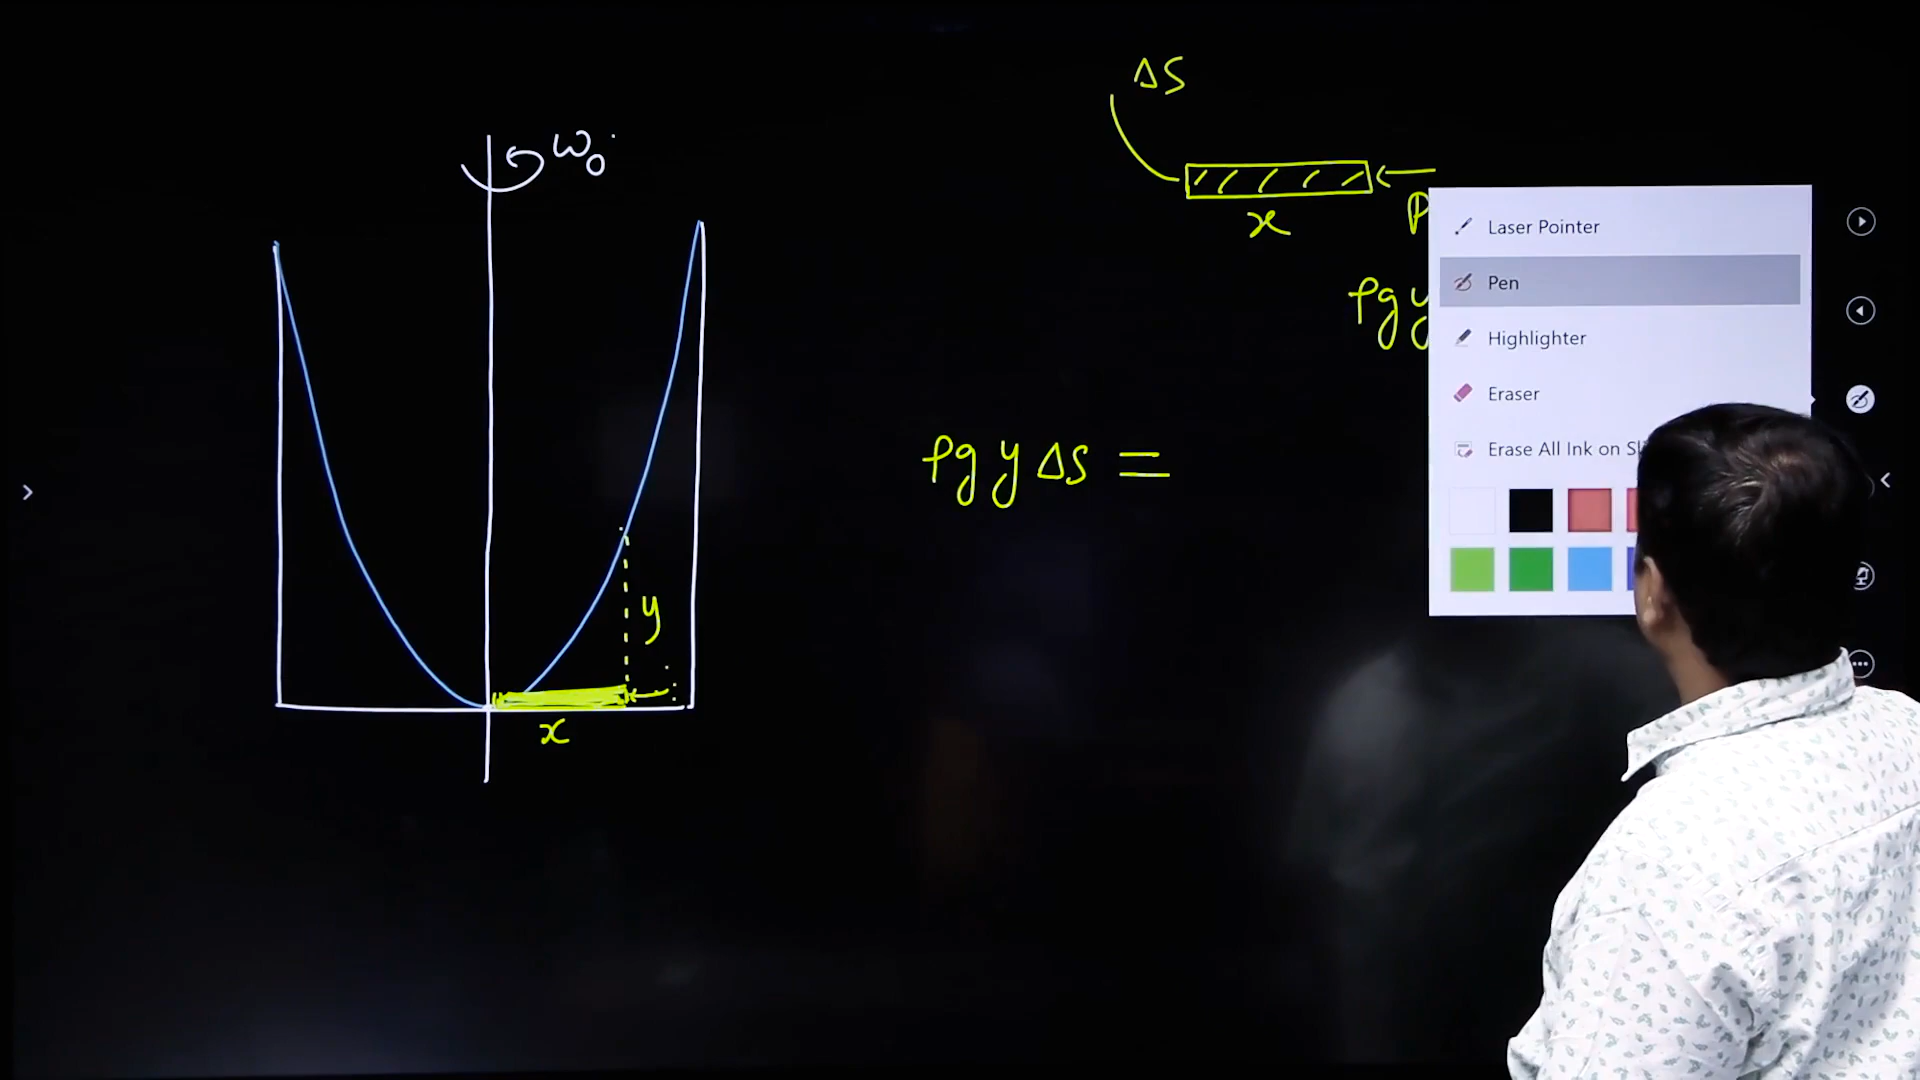 ΔS
ω₀
x
P
ρgy
ρgyΔS =
y
x
Laser Pointer
Pen
Highlighter
Eraser
Erase All Ink on Sl